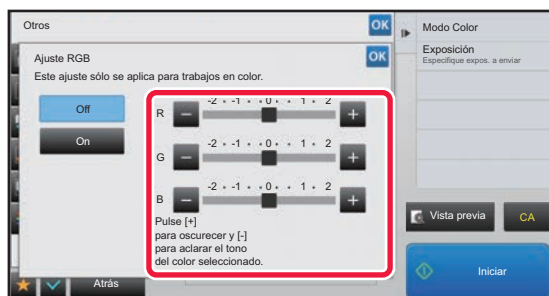 Otros
OK
Ajuste RGB
OK
Este ajuste sólo se aplica para trabajos en color.
Off
On
R
-2 • -1 • • 0 • • 1 • 2
G
-2 • -1 • • 0 • • 1 • 2
B
-2 • -1 • • 0 • • 1 • 2
Pulse [+]
para oscurecer y [-]
para aclarar el tono
del color seleccionado.
Atrás
Modo Color
Exposición
Especifique expos. a enviar
Vista previa
CA
Iniciar